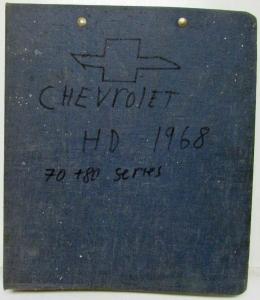 CHEVROLET
HD 1968
70 +80 series